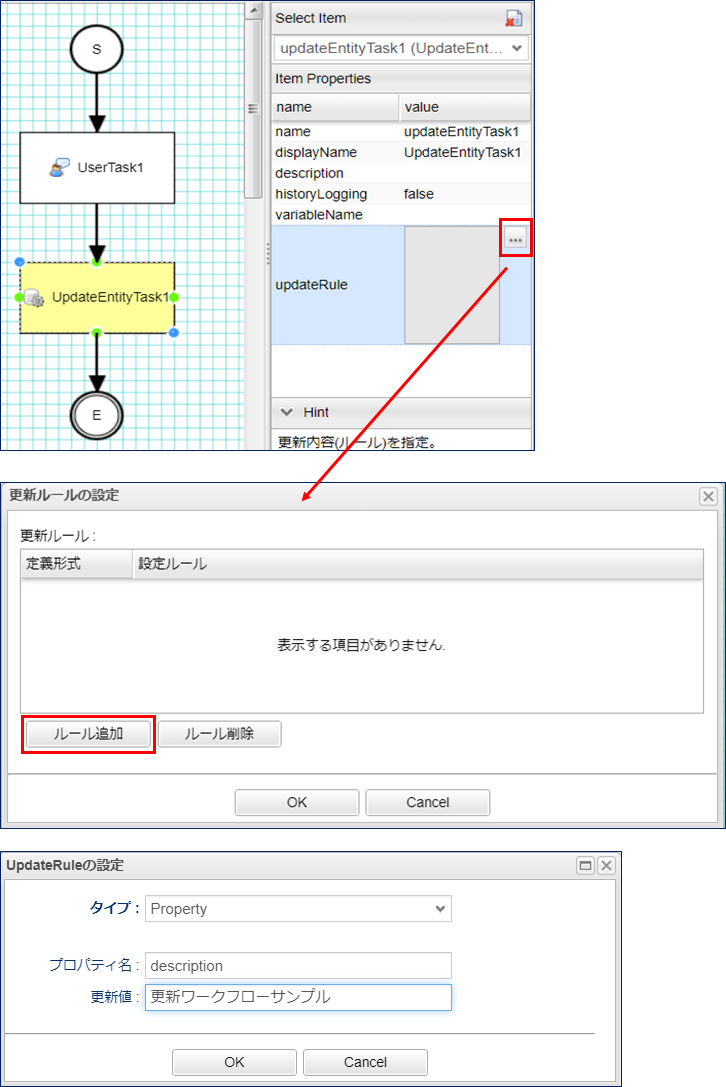 S
UserTask1
UpdateEntityTask1
E
Select Item
updateEntityTask1 (UpdateEnt...
Item Properties
name value
name updateEntityTask1
displayName UpdateEntityTask1
description
historyLogging false
variableName
updateRule ...
Hint
更新内容(ルール)を指定。
更新ルールの設定
更新ルール :
定義形式 設定ルール
表示する項目がありません.
ルール追加 ルール削除
OK Cancel
UpdateRuleの設定
タイプ : Property
プロパティ名 : description
更新値 : 更新ワークフローサンプル
OK Cancel